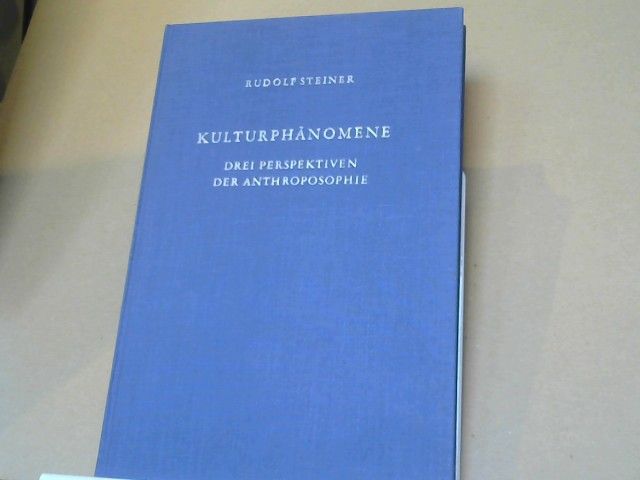 RUDOLF STEINER
KULTURPHÄNOMENE
DREI PERSPEKTIVEN
DER ANTHROPOSOPHIE